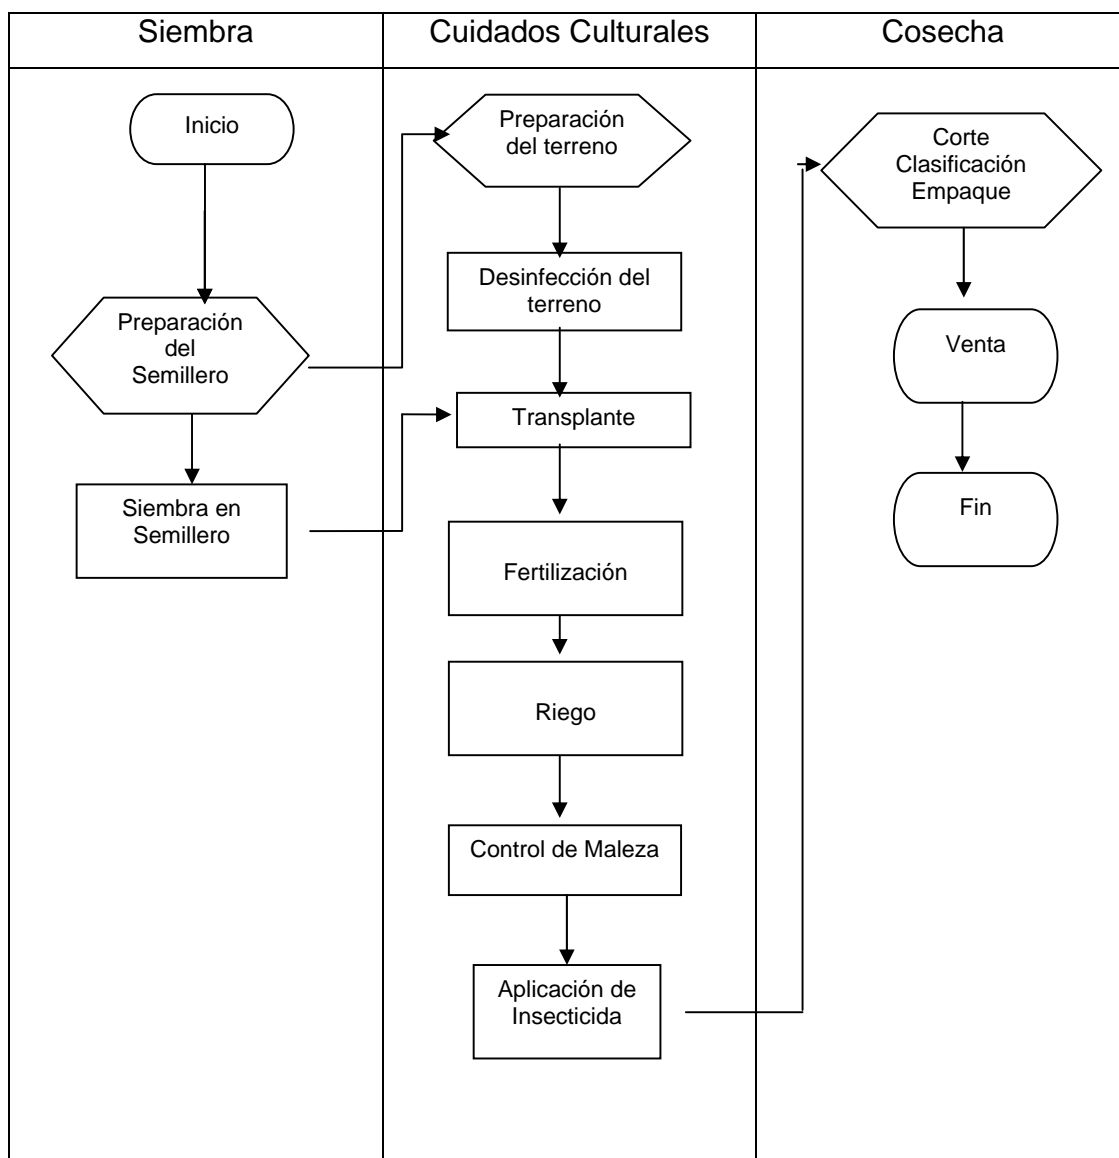 Siembra
Cuidados Culturales
Cosecha
Inicio
Preparación
del
Semillero
Siembra en
Semillero
Preparación
del terreno
Desinfección del
terreno
Transplante
Fertilización
Riego
Control de Maleza
Aplicación de
Insecticida
Corte
Clasificación
Empaque
Venta
Fin